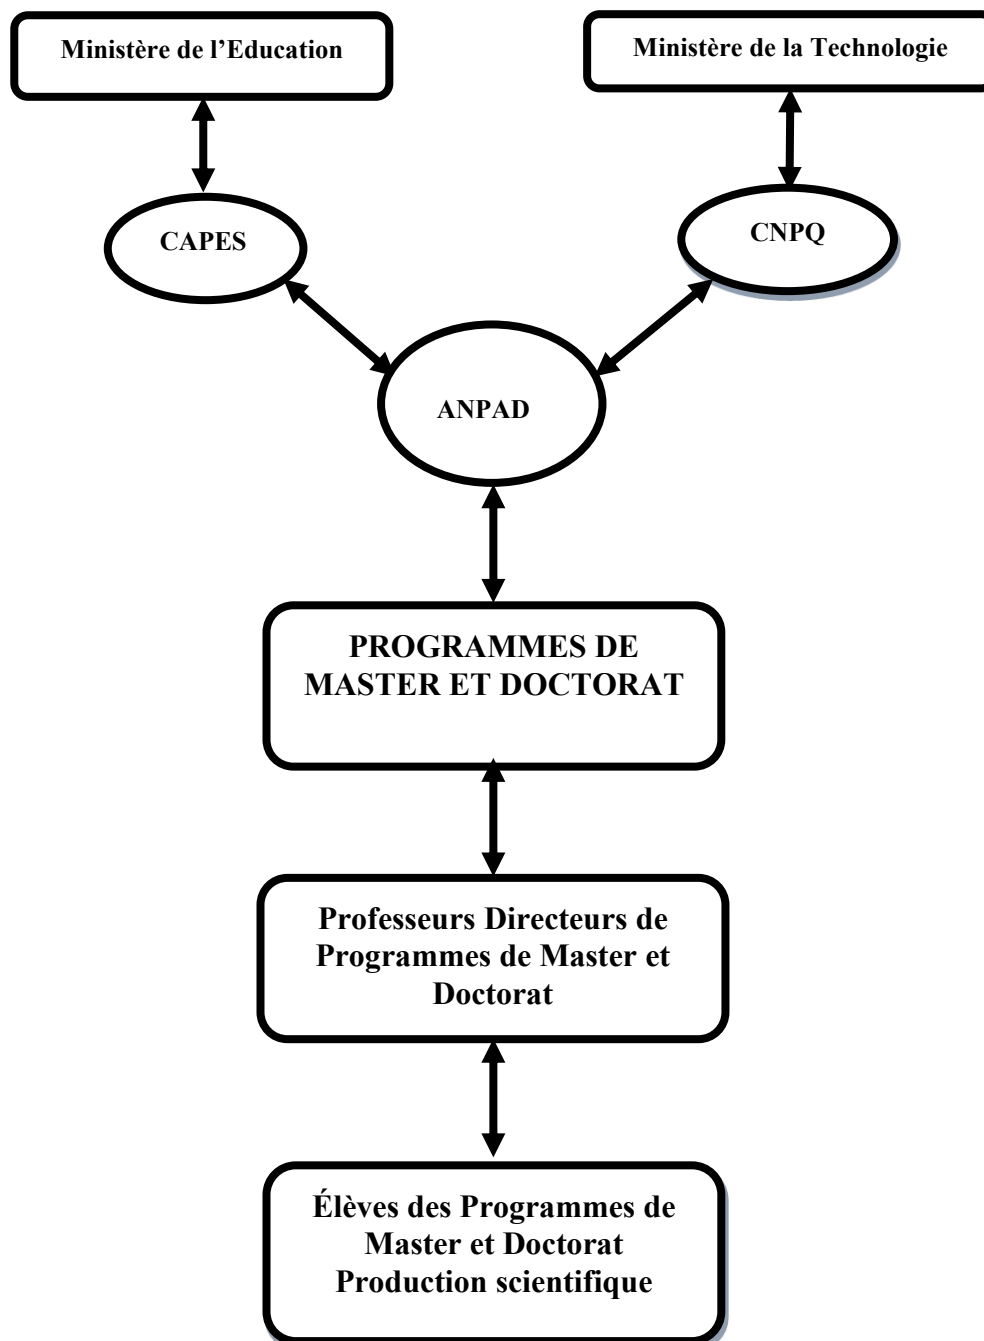 Ministère de l’Education
Ministère de la Technologie
CAPES
CNPQ
ANPAD
PROGRAMMES DE
MASTER ET DOCTORAT
Professeurs Directeurs de
Programmes de Master et
Doctorat
Élèves des Programmes de
Master et Doctorat
Production scientifique